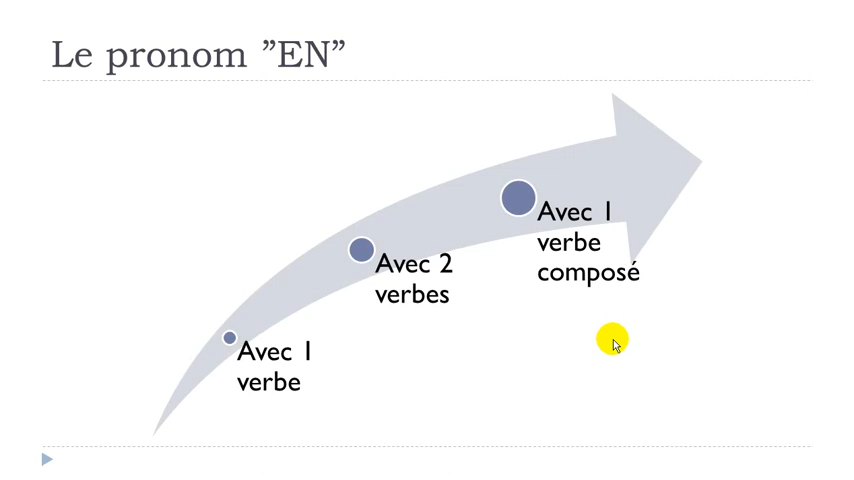 Le pronom ”EN”
Avec 1
verbe
composé
Avec 2
verbes
Avec 1
verbe